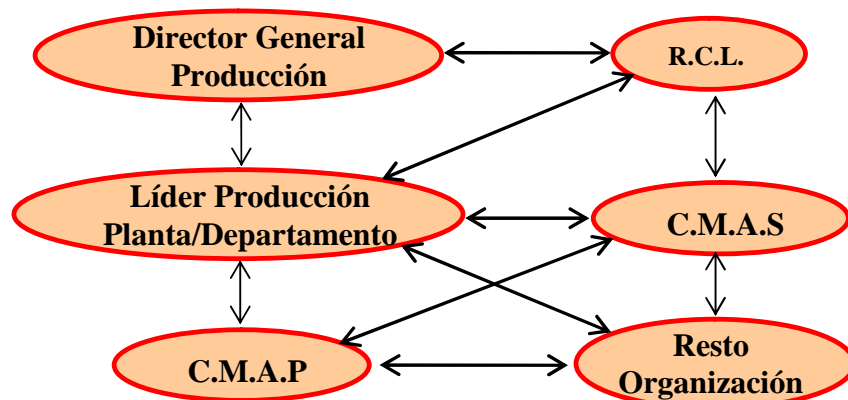 Director General
Producción
R.C.L.
Líder Producción
Planta/Departamento
C.M.A.S
C.M.A.P
Resto
Organización